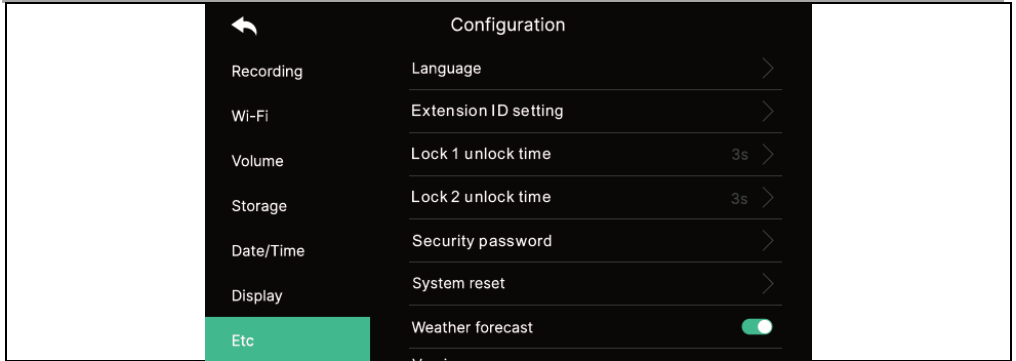 Configuration
Recording
Wi-Fi
Volume
Storage
Date/Time
Display
Etc
Language
Extension ID setting
Lock 1 unlock time 3s
Lock 2 unlock time 3s
Security password
System reset
Weather forecast